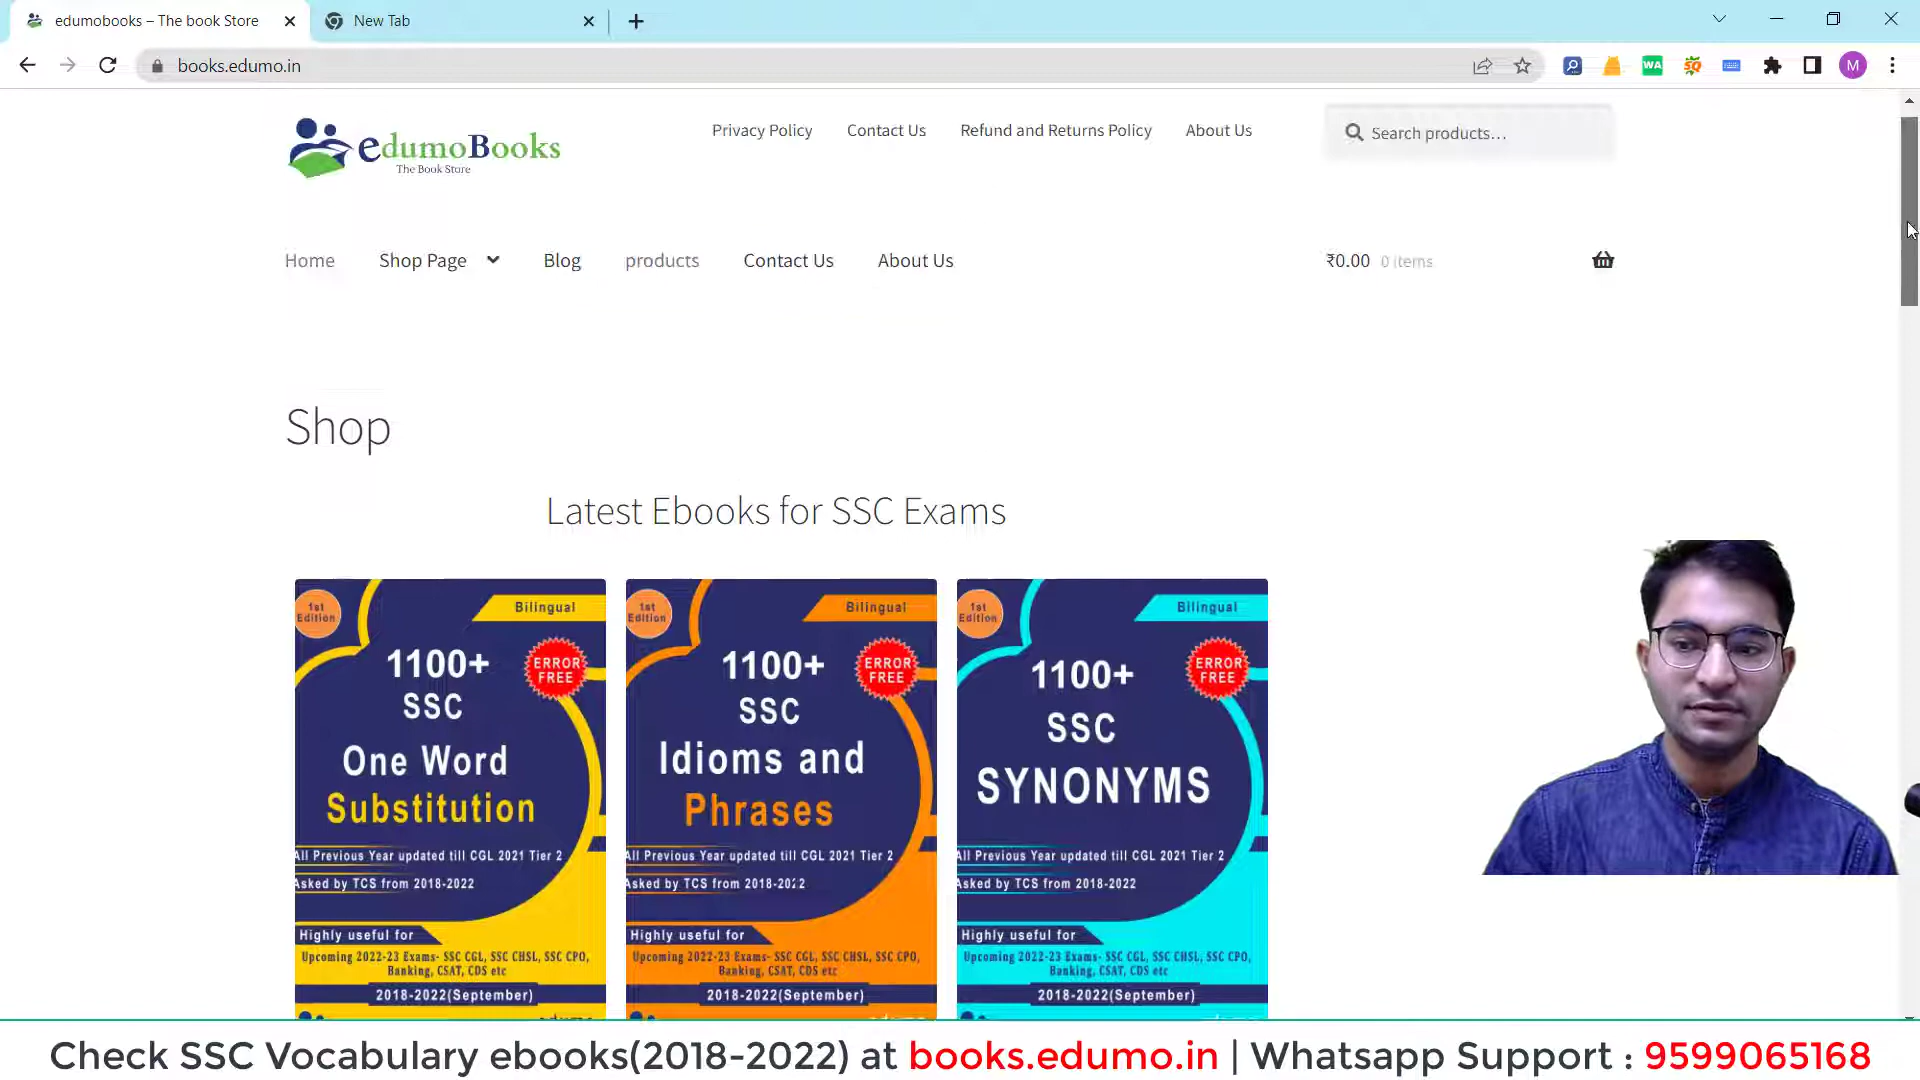 edumobooks – The book Store
New Tab
books.edumo.in
WA
M
edumoBooks
The Book Store
Privacy Policy
Contact Us
Refund and Returns Policy
About Us
Search products...
Home
Shop Page
Blog
products
Contact Us
About Us
₹0.00 0 items
Shop
Latest Ebooks for SSC Exams
1st
Edition
Bilingual
1100+
SSC
ERROR
FREE
One Word
Substitution
All Previous Year updated till CGL 2021 Tier 2
Asked by TCS from 2018-2022
Highly useful for
Upcoming 2022-23 Exams- SSC CGL, SSC CHSL, SSC CPO,
Banking, CSAT, CDS etc
2018-2022(September)
1st
Edition
Bilingual
1100+
SSC
ERROR
FREE
Idioms and
Phrases
All Previous Year updated till CGL 2021 Tier 2
Asked by TCS from 2018-2022
Highly useful for
Upcoming 2022-23 Exams- SSC CGL, SSC CHSL, SSC CPO,
Banking, CSAT, CDS etc
2018-2022(September)
1st
Edition
Bilingual
1100+
SSC
ERROR
FREE
SYNONYMS
All Previous Year updated till CGL 2021 Tier 2
Asked by TCS from 2018-2022
Highly useful for
Upcoming 2022-23 Exams- SSC CGL, SSC CHSL, SSC CPO,
Banking, CSAT, CDS etc
2018-2022(September)
Check SSC Vocabulary ebooks(2018-2022) at books.edumo.in | Whatsapp Support : 9599065168